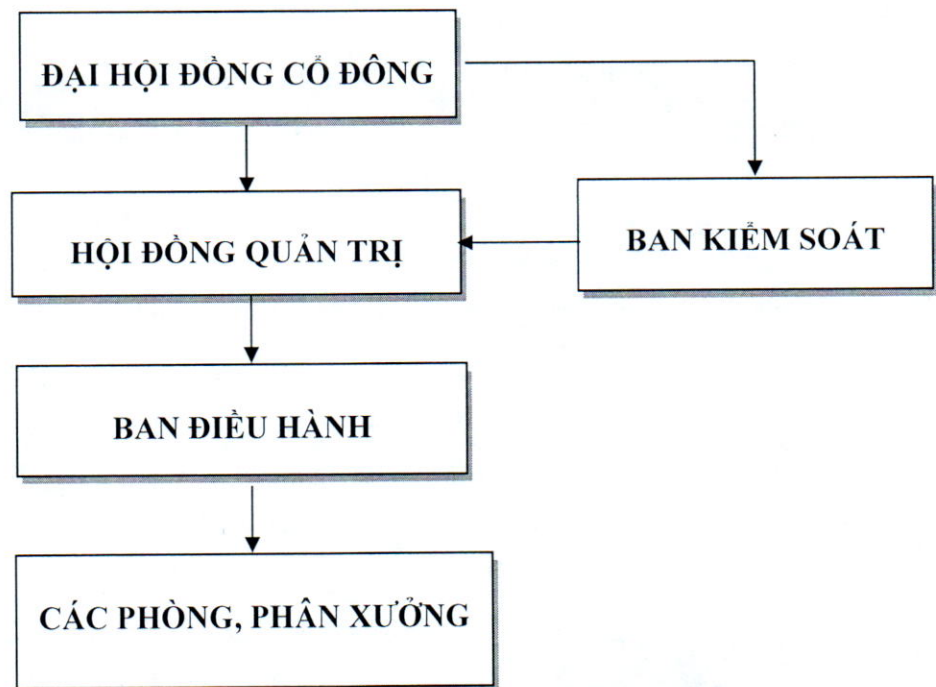 ĐẠI HỘI ĐỒNG CỔ ĐÔNG
HỘI ĐỒNG QUẢN TRỊ
BAN KIỂM SOÁT
BAN ĐIỀU HÀNH
CÁC PHÒNG, PHÂN XƯỞNG